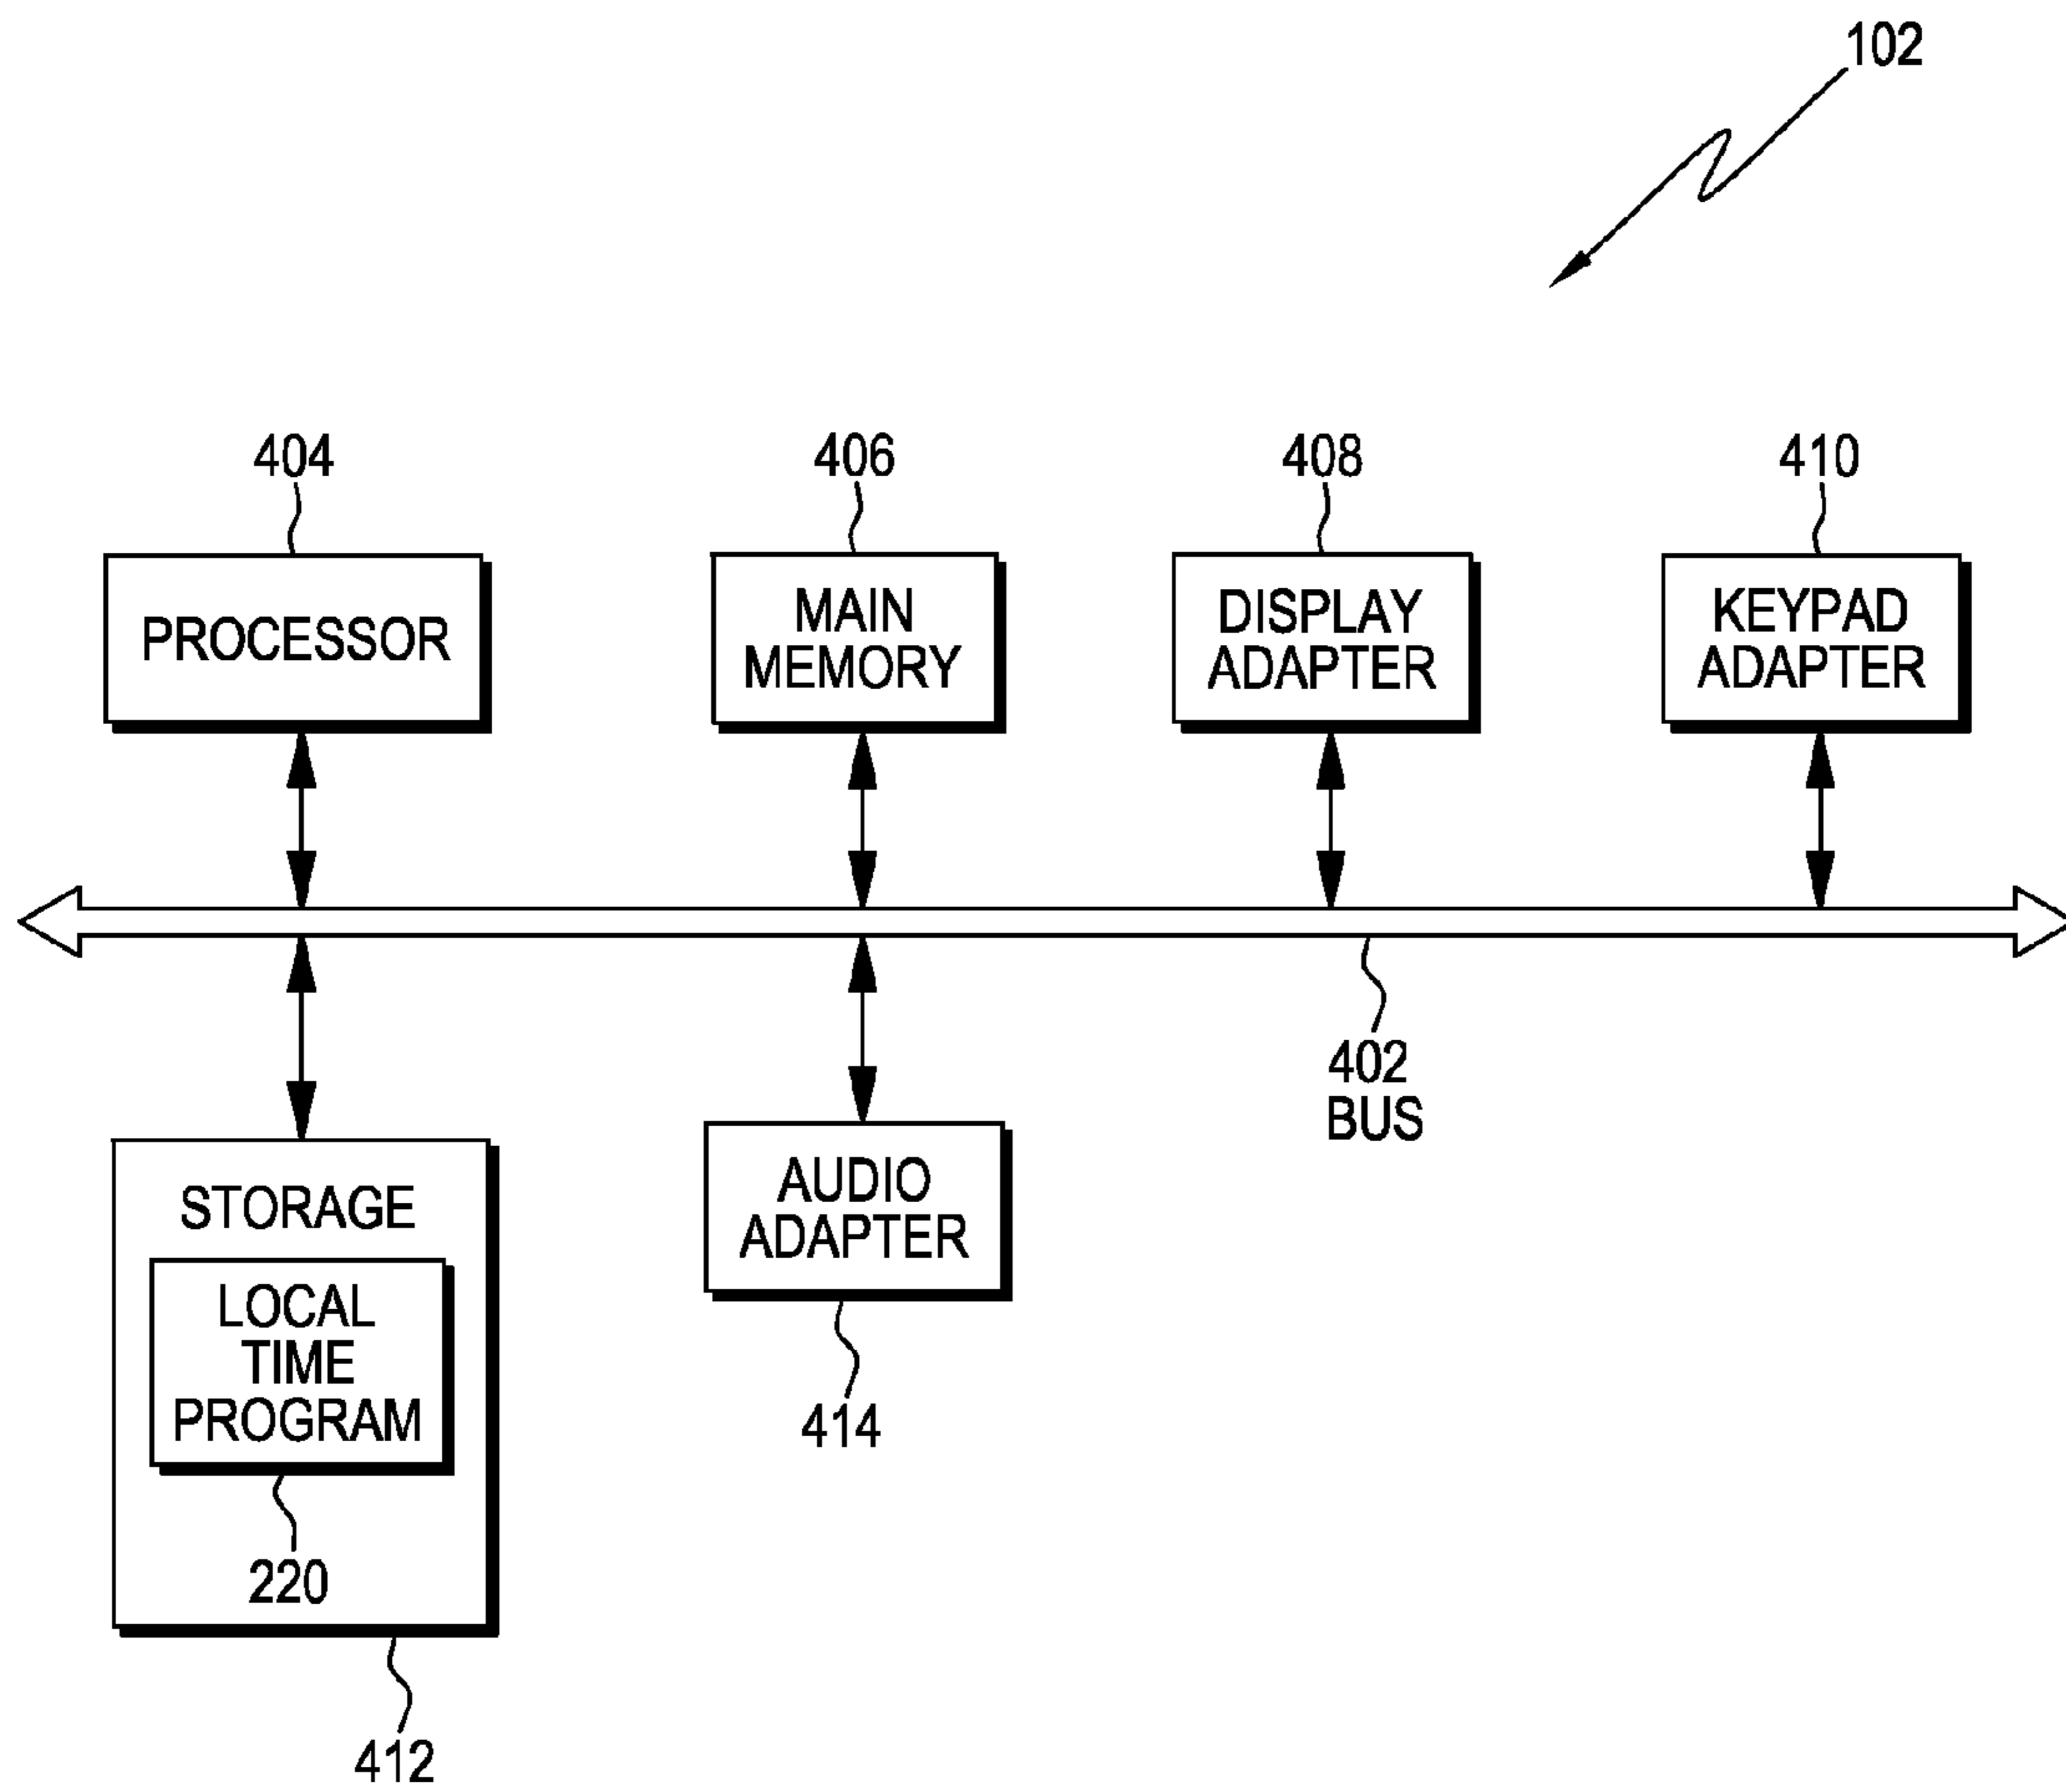 102
404
406
408
410
PROCESSOR
MAIN
MEMORY
DISPLAY
ADAPTER
KEYPAD
ADAPTER
402
BUS
STORAGE
LOCAL
TIME
PROGRAM
220
412
AUDIO
ADAPTER
414